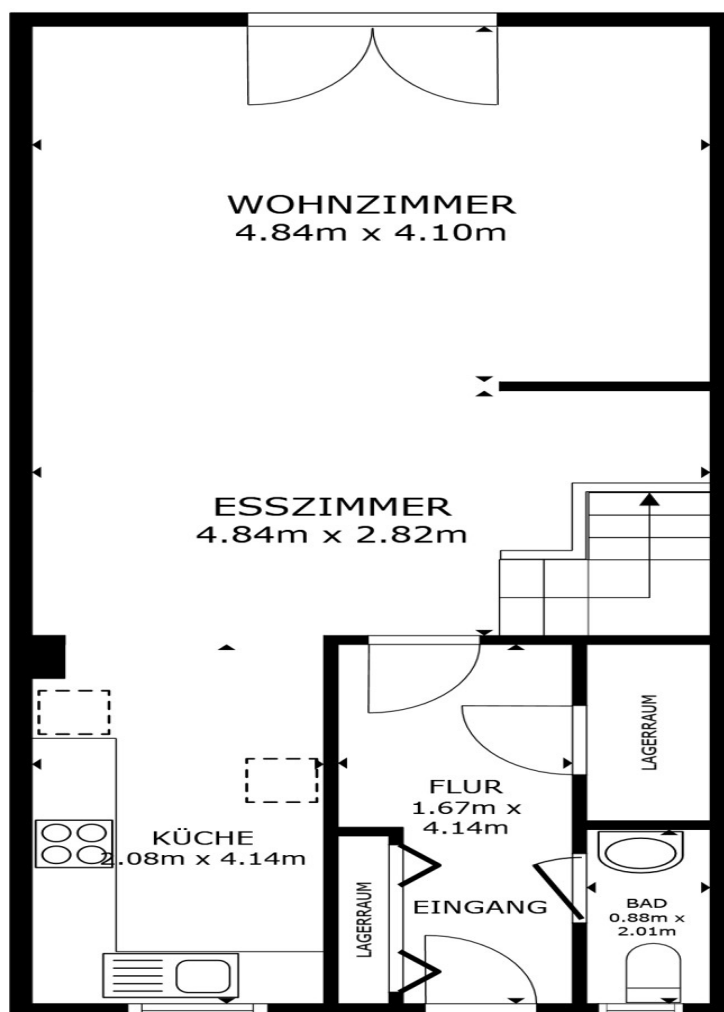 WOHNZIMMER
4.84m x 4.10m
ESSZIMMER
4.84m x 2.82m
LAGERRAUM
FLUR
1.67m x
4.14m
KÜCHE
2.08m x 4.14m
LAGERRAUM
EINGANG
BAD
0.88m x
2.01m